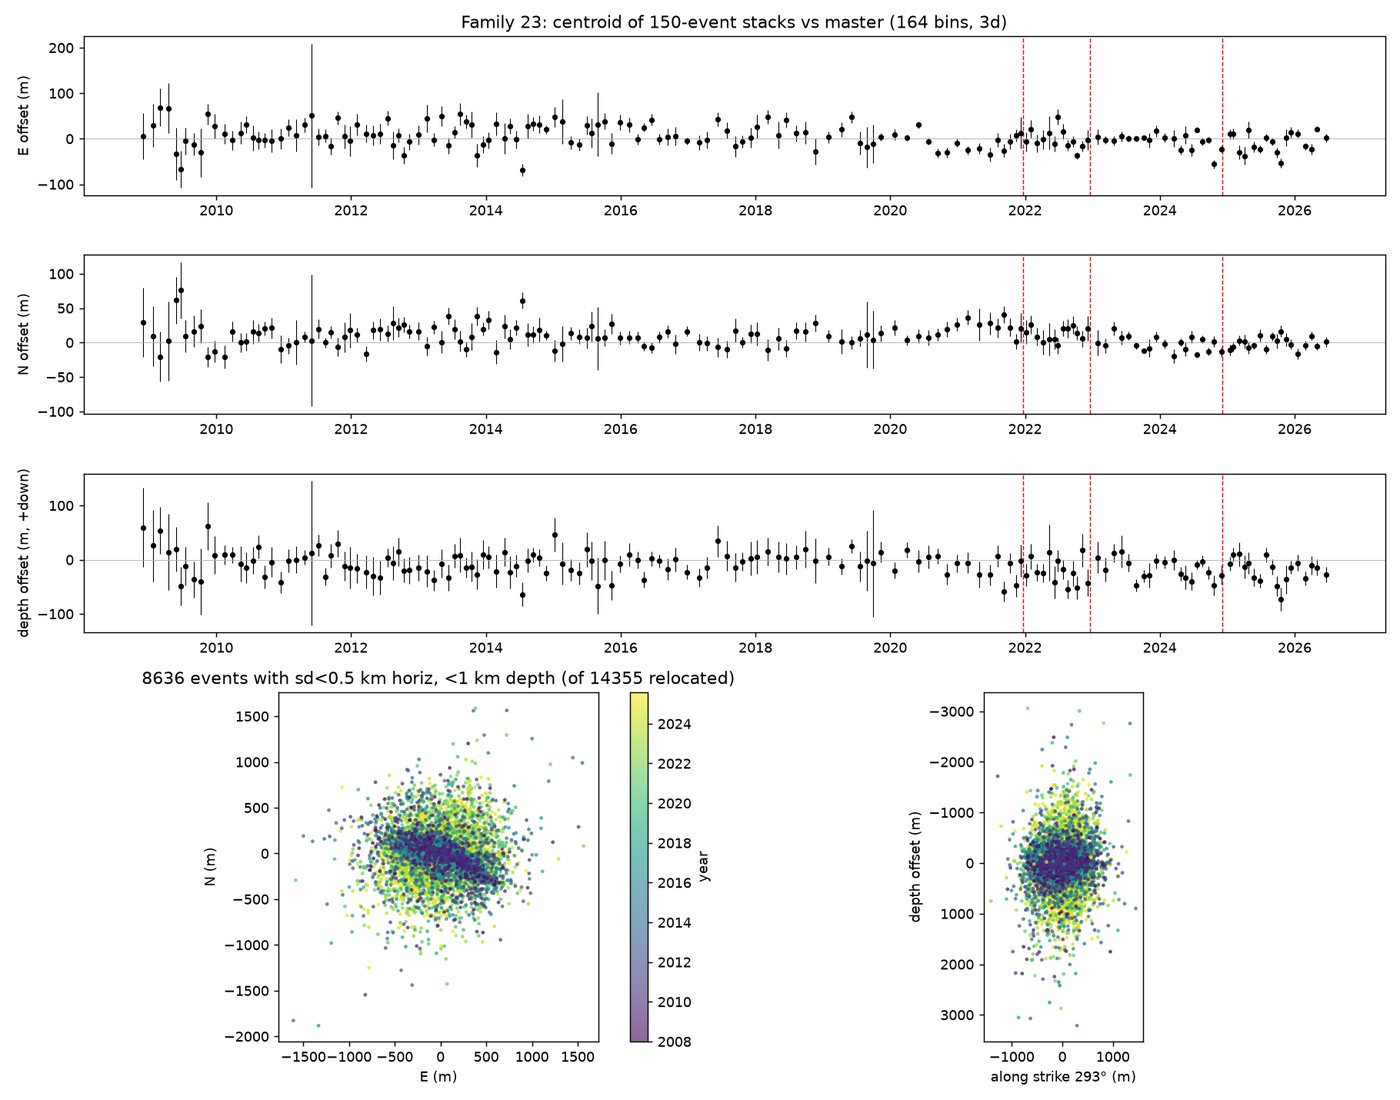 Family 23: centroid of 150-event stacks vs master (164 bins, 3d)
E offset (m)
200
100
0
−100
2010 2012 2014 2016 2018 2020 2022 2024 2026
N offset (m)
100
50
0
−50
−100
2010 2012 2014 2016 2018 2020 2022 2024 2026
depth offset (m, +down)
100
0
−100
2010 2012 2014 2016 2018 2020 2022 2024 2026
8636 events with sd<0.5 km horiz, <1 km depth (of 14355 relocated)
N (m)
1500
1000
500
0
−500
−1000
−1500
−2000
−1500 −1000 −500 0 500 1000 1500
E (m)
2024
2022
2020
2018
2016
2014
2012
2010
2008
year
depth offset (m)
−3000
−2000
−1000
0
1000
2000
3000
−1000 0 1000
along strike 293° (m)